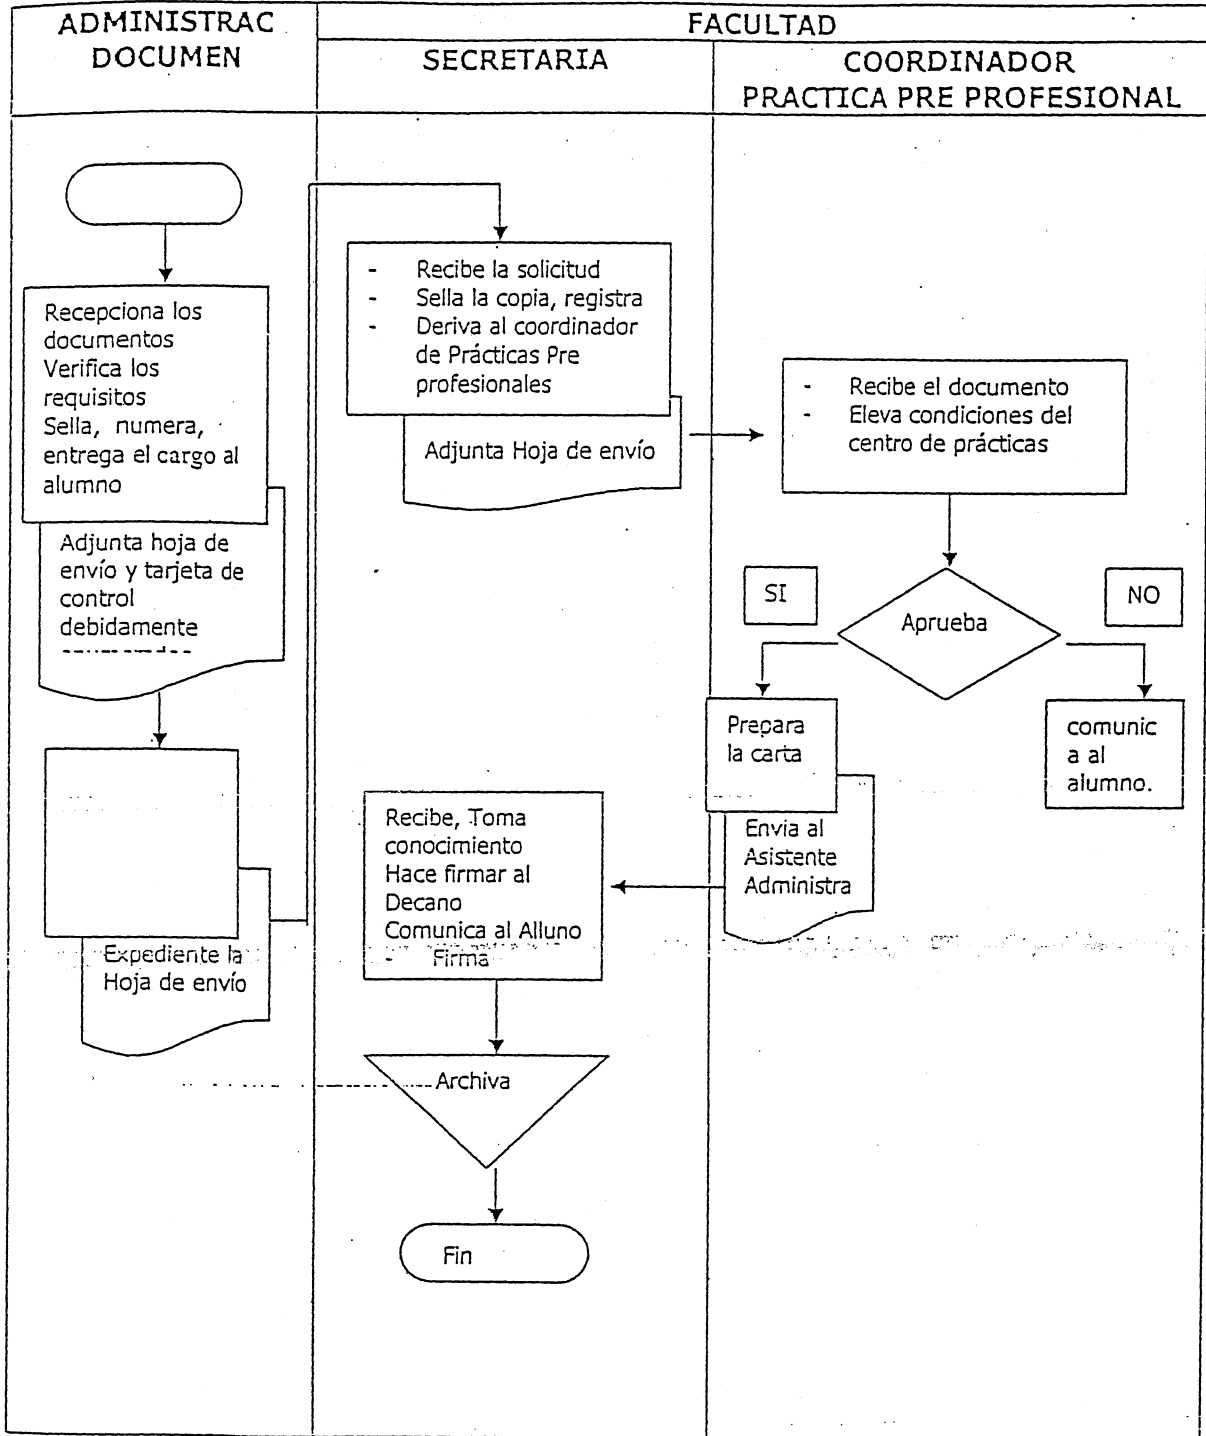 ADMINISTRAC
DOCUMEN
FACULTAD
SECRETARIA
COORDINADOR
PRACTICA PRE PROFESIONAL
Recepciona los
documentos
Verifica los
requisitos
Sella, numera,
entrega el cargo al
alumno
Adjunta hoja de
envío y tarjeta de
control
debidamente
Expediente la
Hoja de envío
- Recibe la solicitud
- Sella la copia, registra
- Deriva al coordinador
de Prácticas Pre
profesionales
Adjunta Hoja de envío
- Recibe el documento
- Eleva condiciones del
centro de prácticas
SI
Aprueba
NO
Prepara
la carta
comunic
a al
alumno.
Envia al
Asistente
Administra
Recibe, Toma
conocimiento
Hace firmar al
Decano
Comunica al Alluno
- Firma
Archiva
Fin